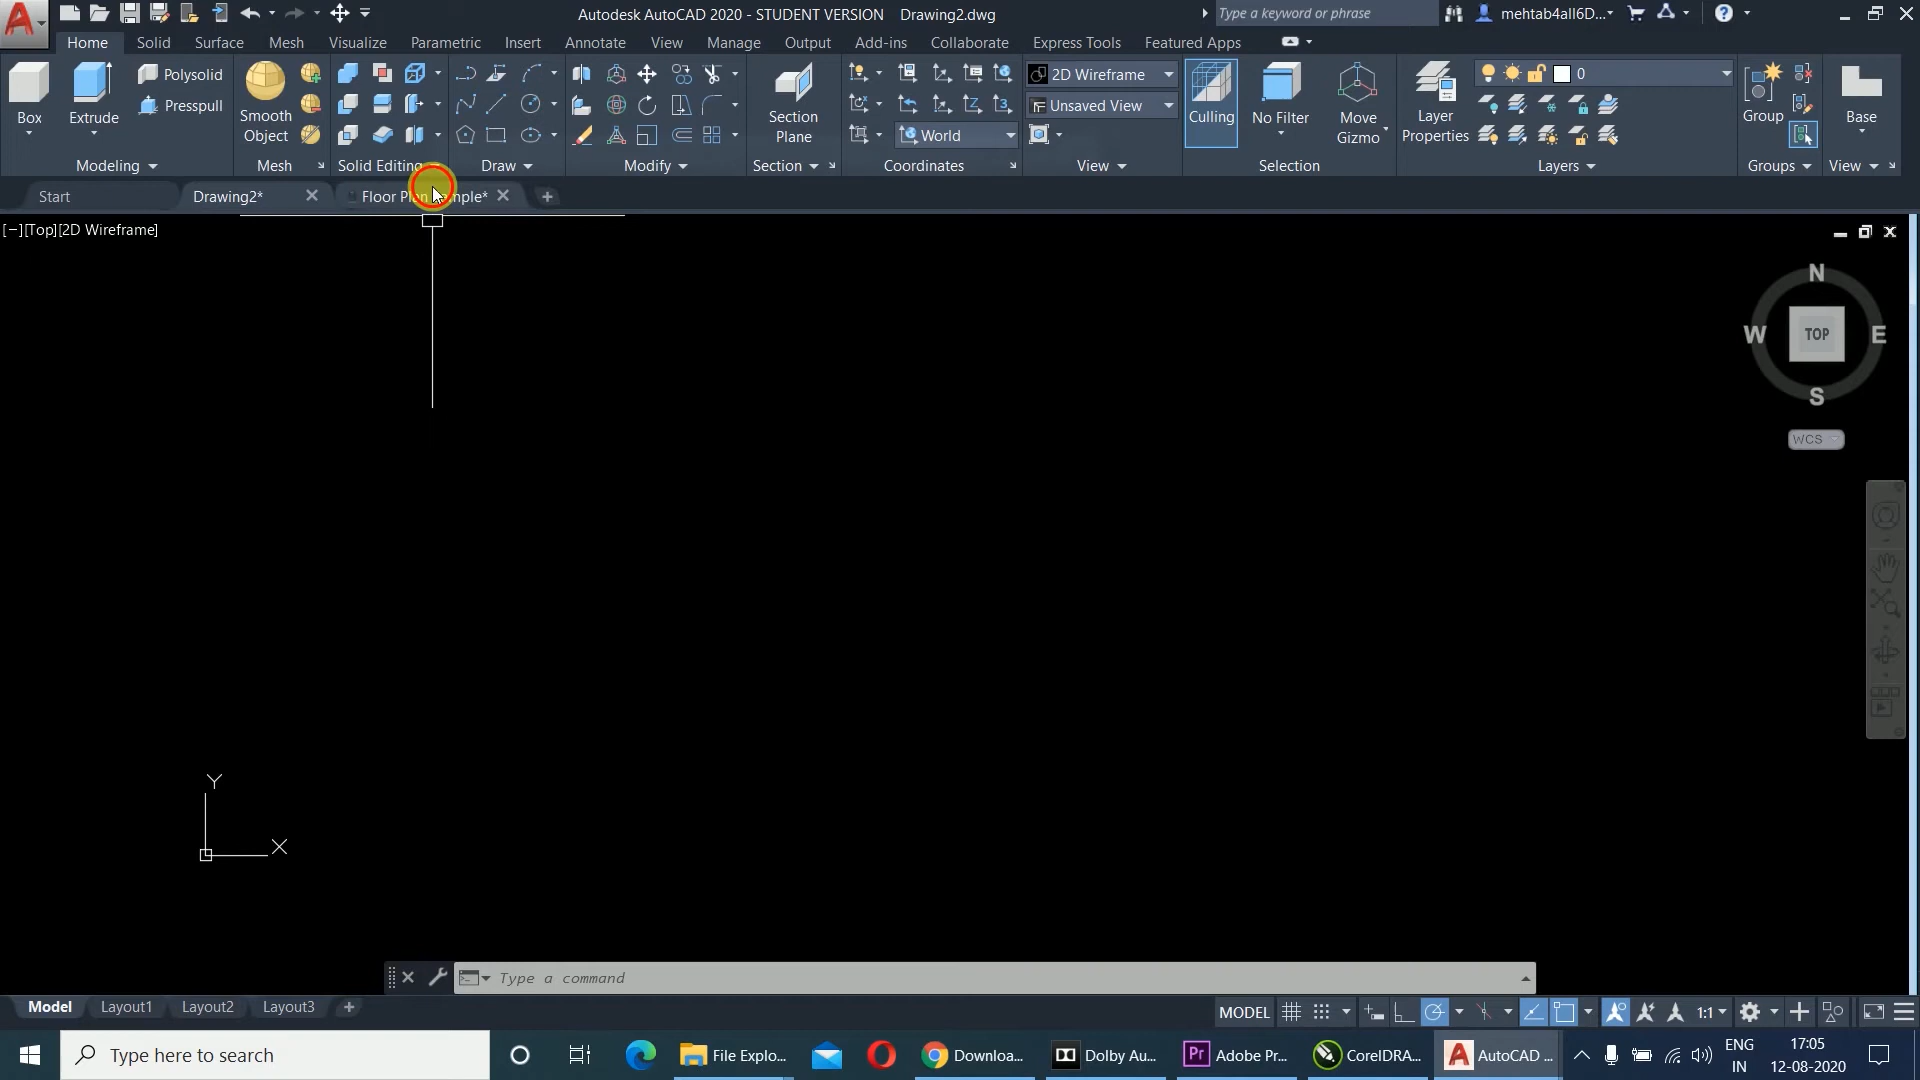 Autodesk AutoCAD 2020 - STUDENT VERSION Drawing2.dwg
Type a keyword or phrase
mehtab4all6D...
Home Solid Surface Mesh Visualize Parametric Insert Annotate View Manage Output Add-ins Collaborate Express Tools Featured Apps
Box
Extrude
Polysolid
Presspull
Modeling
Smooth
Object
Mesh
Solid Editing
Draw
Modify
Section
Plane
Section
World
Coordinates
2D Wireframe
Unsaved View
View
Culling
No Filter
Move
Gizmo
Selection
Layer
Properties
0
Layers
Group
Groups
Base
View
Start
Drawing2*
Floor Plan Sample*
[−][Top][2D Wireframe]
N
W TOP E
S
WCS
Y
X
Type a command
Model Layout1 Layout2 Layout3
MODEL
1:1
Type here to search
File Explo...
Downloa...
Dolby Au...
Adobe Pr...
CorelDRA...
AutoCAD ...
ENG
IN
17:05
12-08-2020